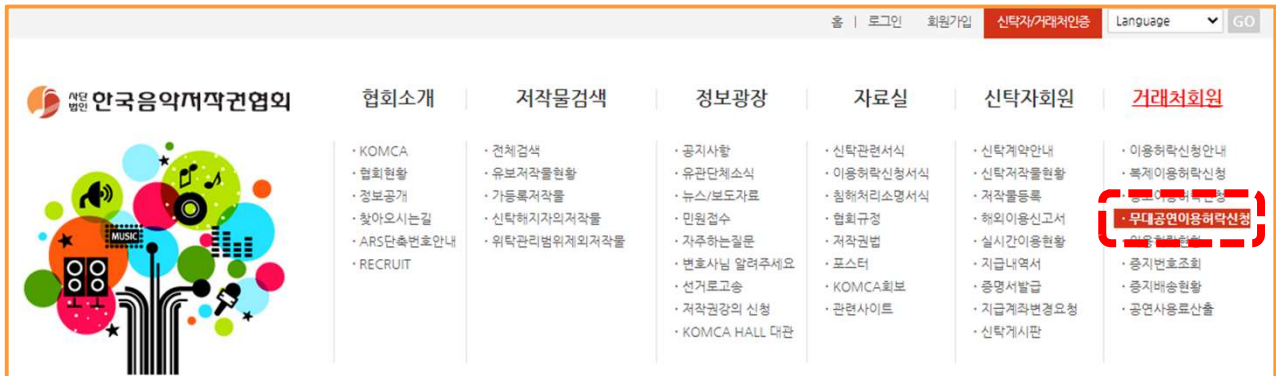 홈 | 로그인 회원가입 신탁자/거래처인증 Language GO
사단법인 한국음악저작권협회
협회소개 저작물검색 정보광장 자료실 신탁자회원 거래처회원
MUSIC
· KOMCA
· 협회현황
· 정보공개
· 찾아오시는길
· ARS단축번호안내
· RECRUIT
· 전체검색
· 유보저작물현황
· 가등록저작물
· 신탁해지자의저작물
· 위탁관리범위제외저작물
· 공지사항
· 유관단체소식
· 뉴스/보도자료
· 민원접수
· 자주하는질문
· 변호사님 알려주세요
· 선거로고송
· 저작권강의 신청
· KOMCA HALL 대관
· 신탁관련서식
· 이용허락신청서식
· 침해처리소명서식
· 협회규정
· 저작권법
· 포스터
· KOMCA회보
· 관련사이트
· 신탁계약안내
· 신탁저작물현황
· 저작물등록
· 해외이용신고서
· 실시간이용현황
· 지급내역서
· 증명서발급
· 지급계좌변경요청
· 신탁게시판
· 이용허락신청안내
· 복제이용허락신청
· 광고이용허락신청
· 무대공연이용허락신청
· 이용허락현황
· 증지번호조회
· 증지배송현황
· 공연사용료산출